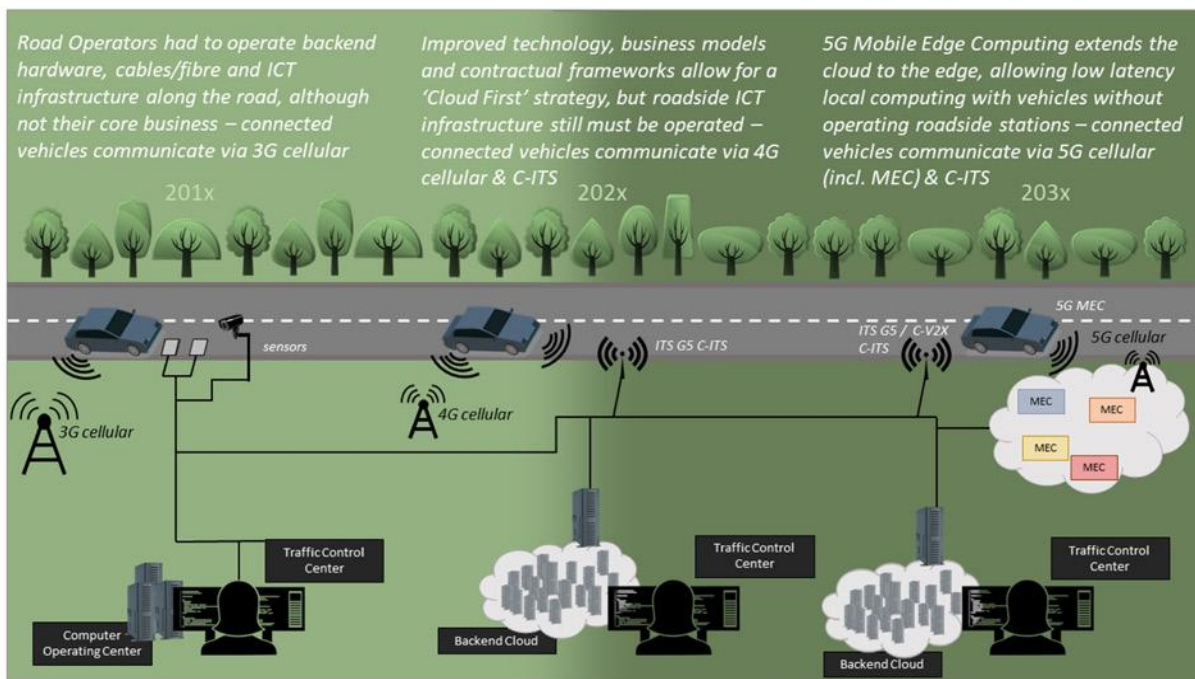 Road Operators had to operate backend
hardware, cables/fibre and ICT
infrastructure along the road, although
not their core business – connected
vehicles communicate via 3G cellular
201x
Improved technology, business models
and contractual frameworks allow for a
‘Cloud First’ strategy, but roadside ICT
infrastructure still must be operated –
connected vehicles communicate via 4G
cellular & C-ITS
202x
5G Mobile Edge Computing extends the
cloud to the edge, allowing low latency
local computing with vehicles without
operating roadside stations – connected
vehicles communicate via 5G cellular
(incl. MEC) & C-ITS
203x
sensors
3G cellular
4G cellular
ITS G5 C-ITS
ITS G5 / C-V2X
C-ITS
5G MEC
5G cellular
MEC
MEC
MEC
MEC
Traffic Control
Center
Computer
Operating Center
Traffic Control
Center
Backend Cloud
Traffic Control
Center
Backend Cloud